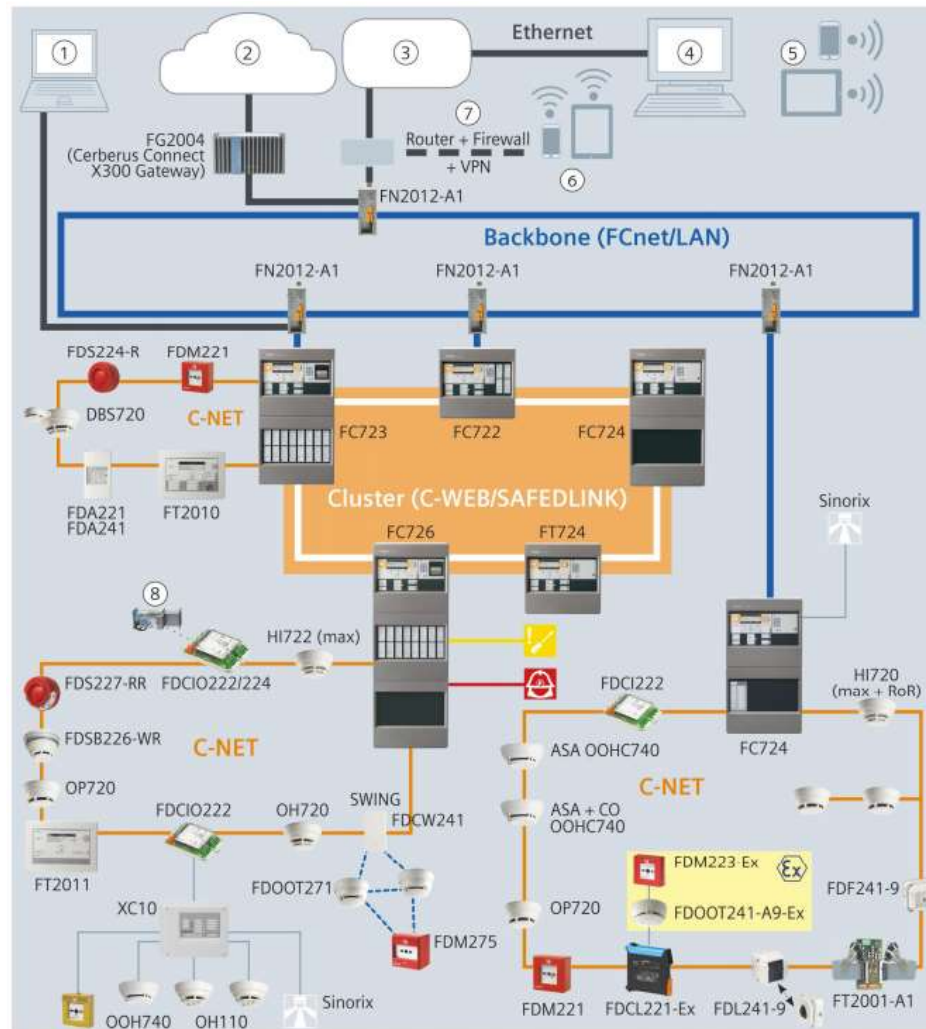 1
2
3
Ethernet
4
5
7
FG2004
(Cerberus Connect
X300 Gateway)
Router + Firewall
+ VPN
6
FN2012-A1
Backbone (FCnet/LAN)
FN2012-A1
FN2012-A1
FN2012-A1
FDS224-R
FDM221
DBS720
C-NET
FC723
FC722
FC724
FDA221
FDA241
FT2010
Cluster (C-WEB/SAFEDLINK)
Sinorix
FC726
FT724
8
HI722 (max)
FDCIO222/224
FDS227-RR
HI720
(max + RoR)
FDCI222
FDSB226-WR
C-NET
ASA OOHC740
FC724
C-NET
OP720
FDCIO222
OH720
SWING
FDCW241
ASA + CO
OOHC740
FT2011
FDM223-Ex
Ex
FDOOT271
FDF241-9
XC10
OP720
FDOOT241-A9-Ex
FDM275
OOH740
OH110
Sinorix
FDM221
FDCL221-Ex
FDL241-9
FT2001-A1